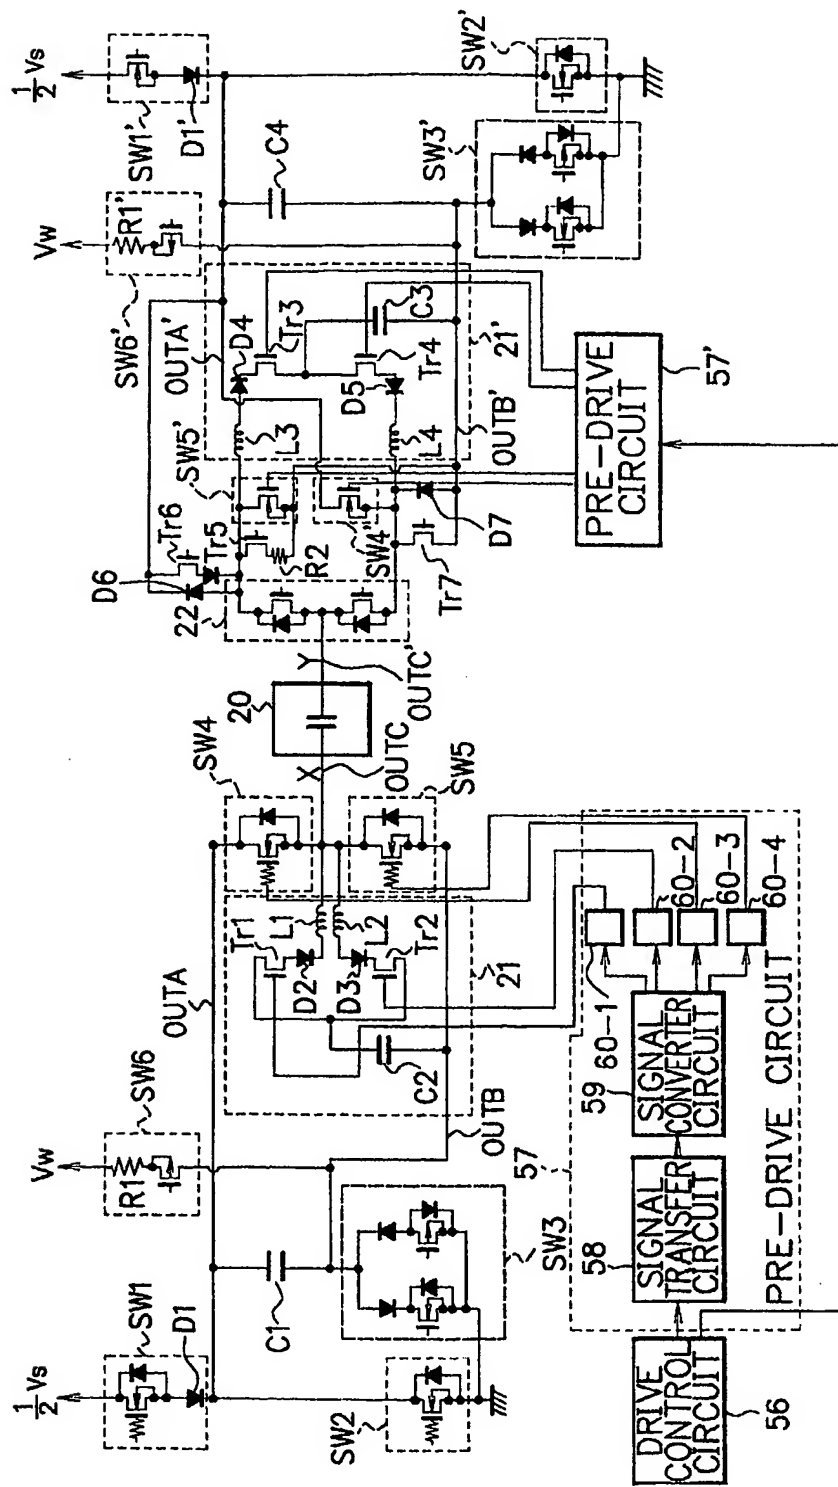 ½Vs
SW1
D1
SW2
C1
Vw
R1
SW6
SW3
OUTA
OUTB
Tr1
D2
L1
L2
D3
Tr2
C2
21
SW4
SW5
OUTC
20
OUTC'
22
D6
Tr6
Tr5
R2
SW5'
SW4'
Tr7
D7
L3
L4
OUTA'
OUTB'
D4
Tr3
D5
Tr4
C3
21'
SW6'
Vw
R1'
C4
½Vs
SW1'
D1'
SW2'
SW3'
PRE-DRIVE
CIRCUIT
57'
DRIVE
CONTROL
CIRCUIT
56
57
58
SIGNAL
TRANSFER
CIRCUIT
59
SIGNAL
CONVERTER
CIRCUIT
60-1
60-2
60-3
60-4
PRE-DRIVE CIRCUIT